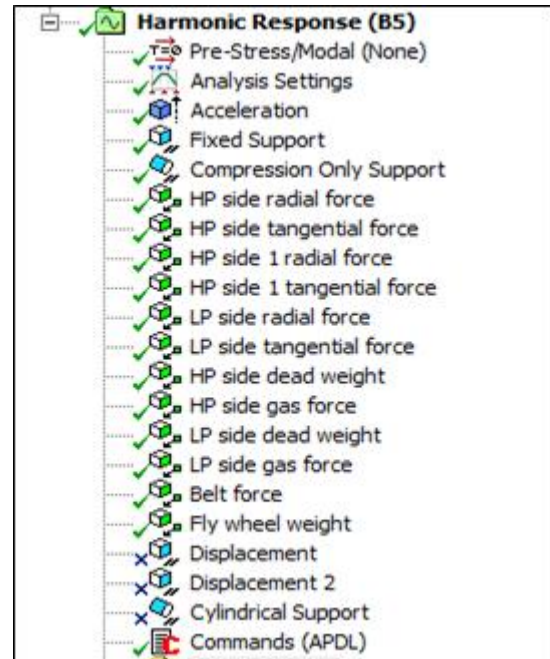 Harmonic Response (B5)
T=0 Pre-Stress/Modal (None)
Analysis Settings
Acceleration
Fixed Support
Compression Only Support
HP side radial force
HP side tangential force
HP side 1 radial force
HP side 1 tangential force
LP side radial force
LP side tangential force
HP side dead weight
HP side gas force
LP side dead weight
LP side gas force
Belt force
Fly wheel weight
Displacement
Displacement 2
Cylindrical Support
C Commands (APDL)